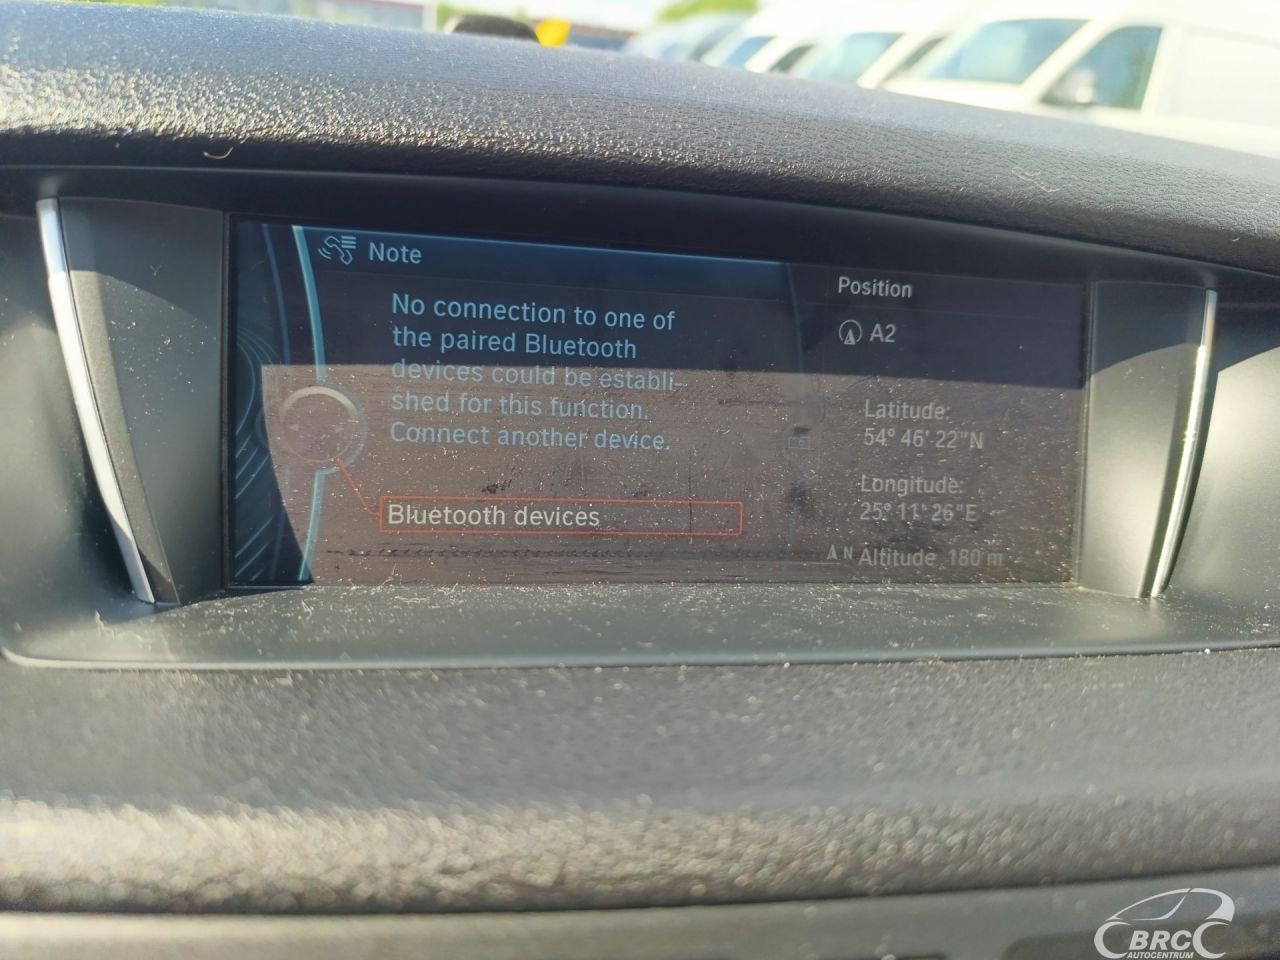 Note
No connection to one of
the paired Bluetooth
devices could be establi-
shed for this function.
Connect another device.
Bluetooth devices
Position
A2
Latitude:
54° 46' 22"N
Longitude:
25° 11' 26"E
N Altitude 180 m
BRC
AUTOCENTRUM